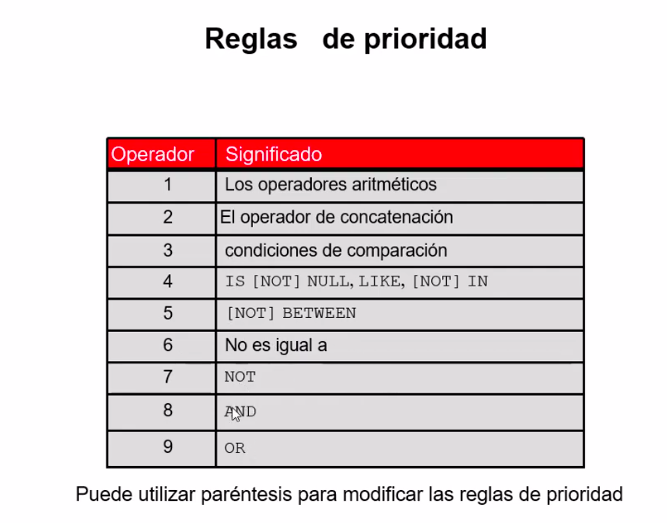 Reglas de prioridad
Operador Significado
1 Los operadores aritméticos
2 El operador de concatenación
3 condiciones de comparación
4 IS [NOT] NULL, LIKE, [NOT] IN
5 [NOT] BETWEEN
6 No es igual a
7 NOT
8 AND
9 OR
Puede utilizar paréntesis para modificar las reglas de prioridad